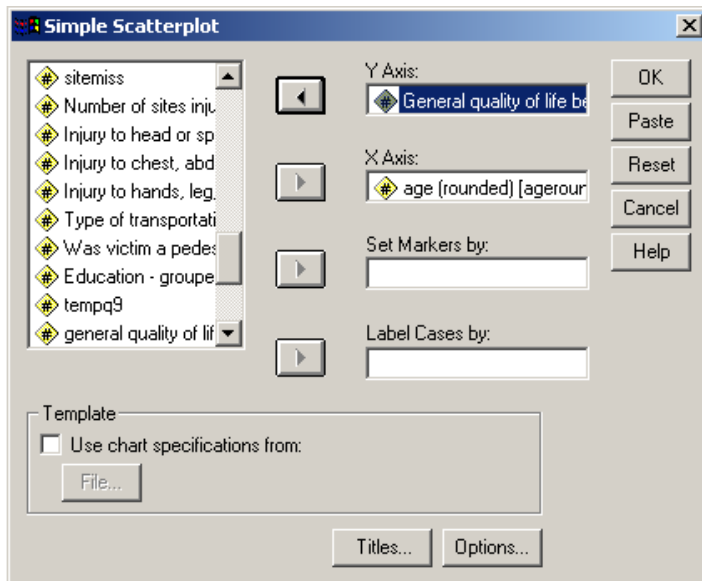 Simple Scatterplot
sitemiss
Number of sites inju
Injury to head or sp
Injury to chest, abd
Injury to hands, leg,
Type of transportati
Was victim a pedes
Education - groupe
tempq9
general quality of lif
Y Axis:
General quality of life be
X Axis:
age (rounded) [ageroun
Set Markers by:
Label Cases by:
OK
Paste
Reset
Cancel
Help
Template
Use chart specifications from:
File...
Titles...
Options...